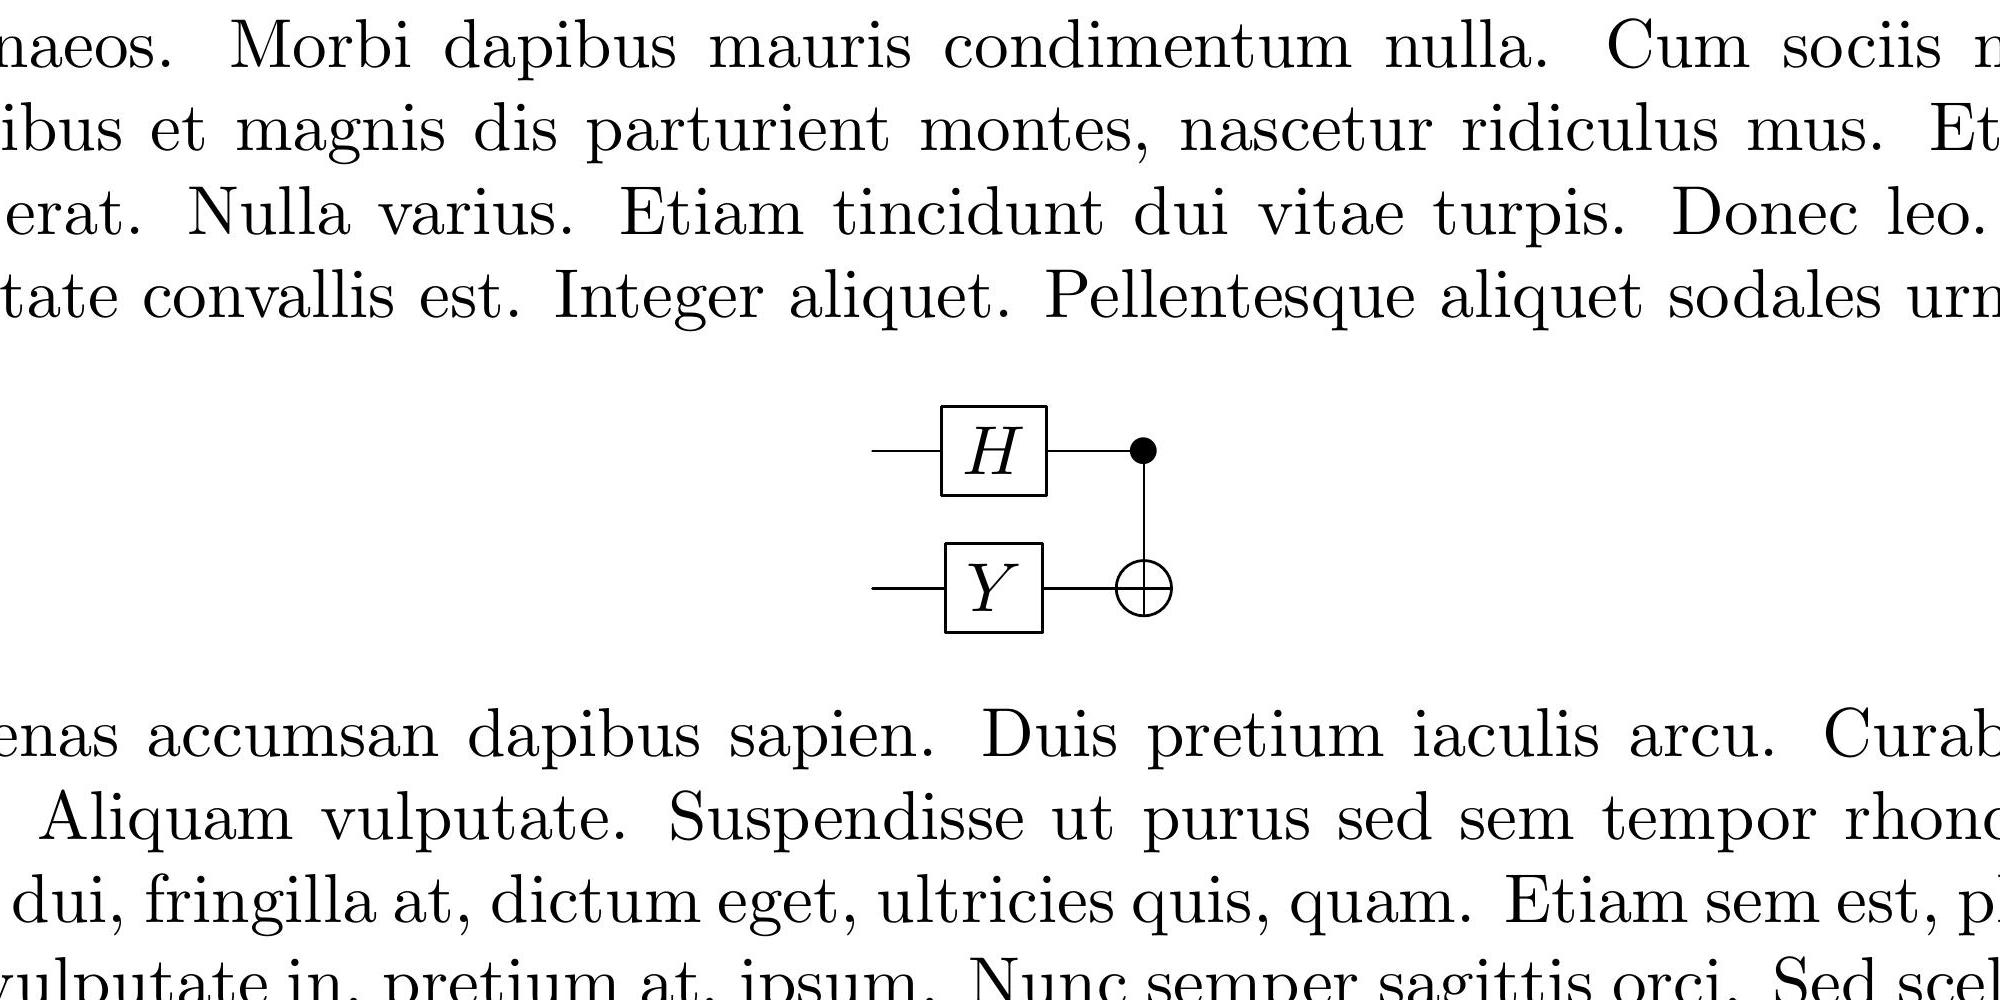 naeos. Morbi dapibus mauris condimentum nulla. Cum sociis n
ibus et magnis dis parturient montes, nascetur ridiculus mus. Et
erat. Nulla varius. Etiam tincidunt dui vitae turpis. Donec leo.
tate convallis est. Integer aliquet. Pellentesque aliquet sodales urn
H
Y
enas accumsan dapibus sapien. Duis pretium iaculis arcu. Curab
Aliquam vulputate. Suspendisse ut purus sed sem tempor rhonc
dui, fringilla at, dictum eget, ultricies quis, quam. Etiam sem est, pl
vulputate in, pretium at, ipsum. Nunc semper sagittis orci. Sed scel